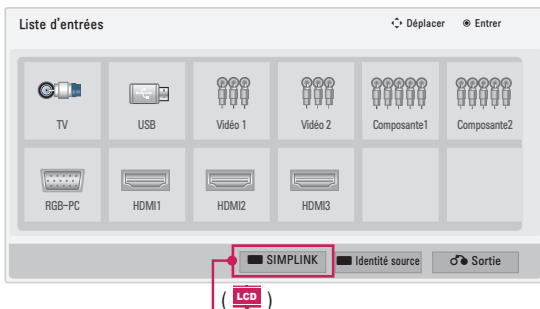 Liste d'entrées Déplacer Entrer
TV USB Vidéo 1 Vidéo 2 Composante1 Composante2
RGB-PC HDMI1 HDMI2 HDMI3
SIMPLINK Identité source Sortie
( LCD )